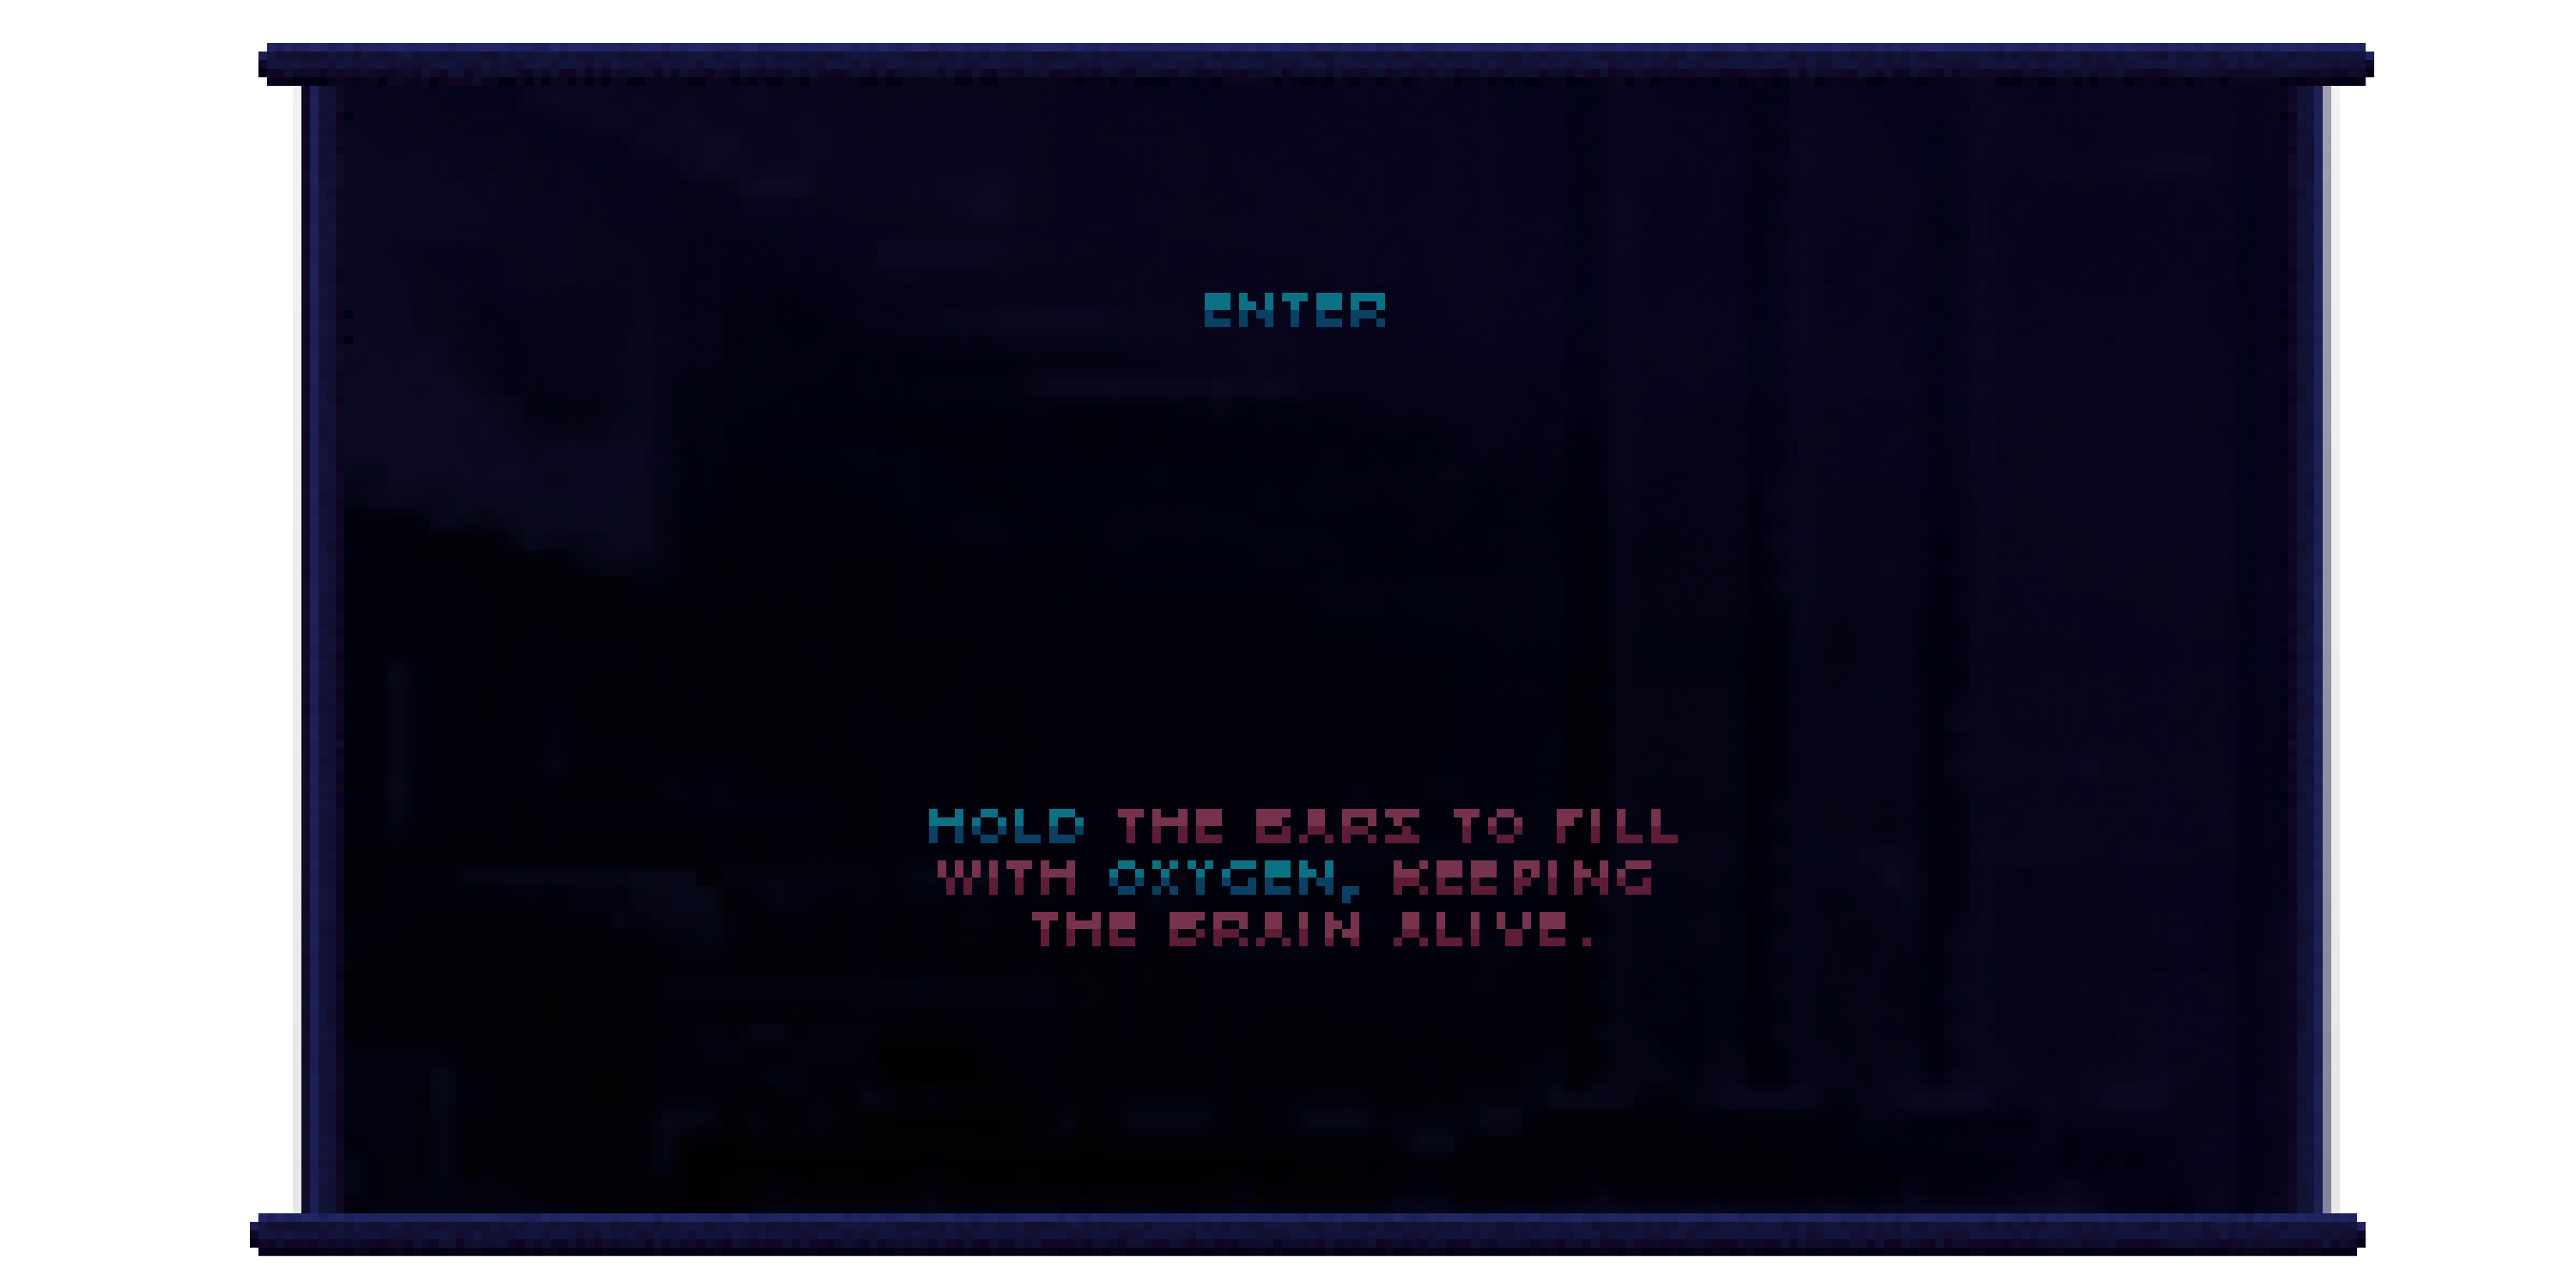 ENTER
HOLD THE BARS TO FILL
WITH OXYGEN, KEEPING
THE BRAIN ALIVE.